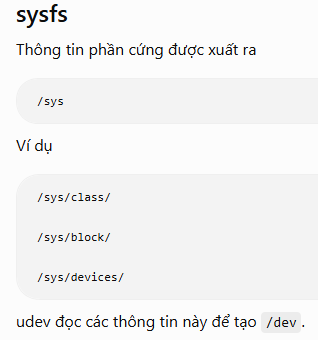 sysfs
Thông tin phần cứng được xuất ra
/sys
Ví dụ
/sys/class/
/sys/block/
/sys/devices/
udev đọc các thông tin này để tạo /dev.